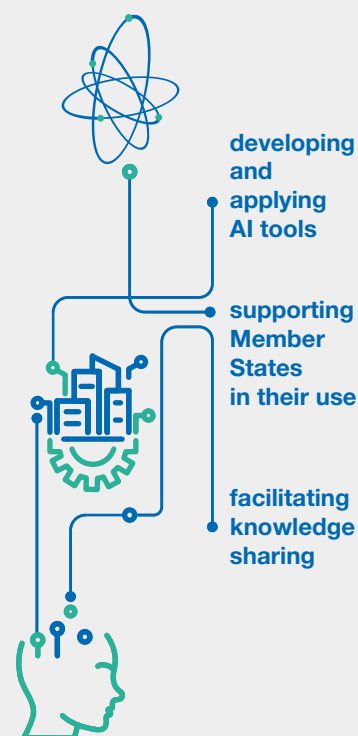 developing
and
applying
AI tools
supporting
Member
States
in their use
facilitating
knowledge
sharing